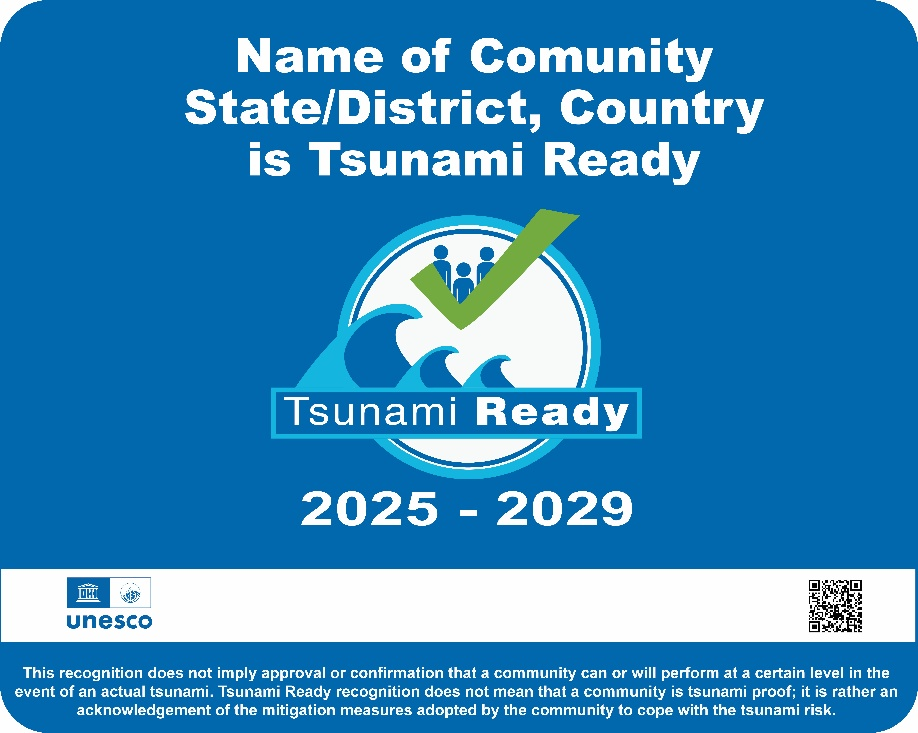 Name of Comunity
State/District, Country
is Tsunami Ready
Tsunami Ready
2025 - 2029
unesco
This recognition does not imply approval or confirmation that a community can or will perform at a certain level in the
event of an actual tsunami. Tsunami Ready recognition does not mean that a community is tsunami proof; it is rather an
acknowledgement of the mitigation measures adopted by the community to cope with the tsunami risk.